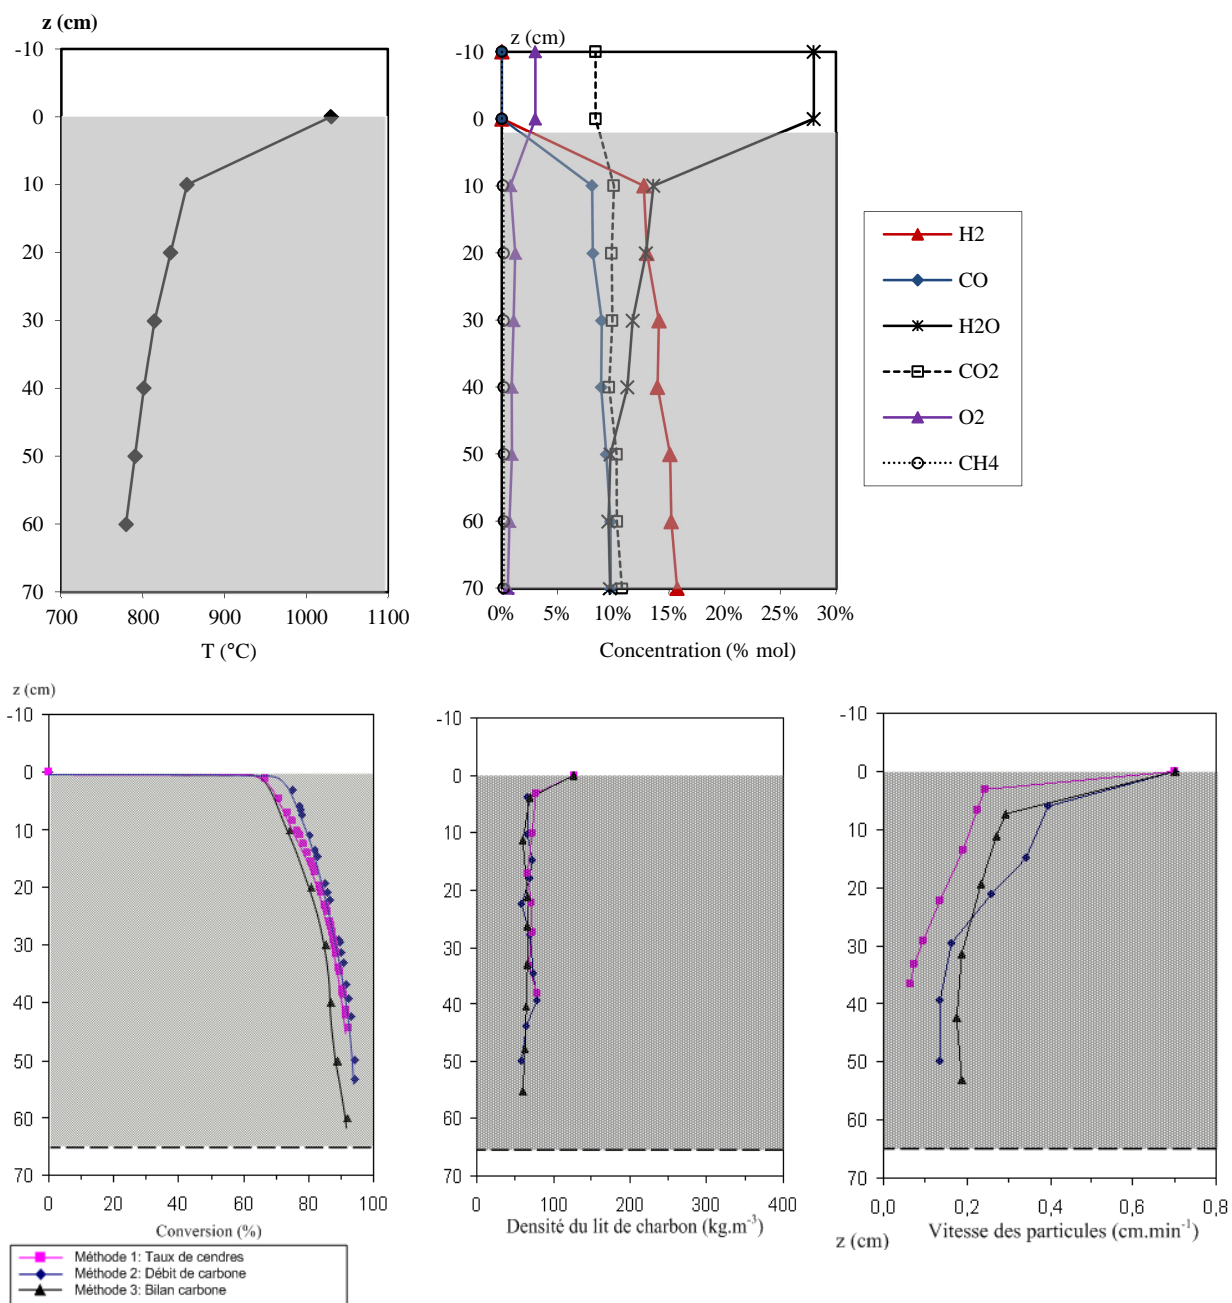 z (cm)
-10
0
10
20
30
40
50
60
70
700 800 900 1000 1100
T (°C)
z (cm)
-10
0
10
20
30
40
50
60
70
0% 5% 10% 15% 20% 25% 30%
Concentration (% mol)
H2
CO
H2O
CO2
O2
CH4
z (cm)
-10
0
10
20
30
40
50
60
70
0 20 40 60 80 100
Conversion (%)
Méthode 1: Taux de cendres
Méthode 2: Débit de carbone
Méthode 3: Bilan carbone
-10
0
10
20
30
40
50
60
70
0 100 200 300 400
Densité du lit de charbon (kg.m-3)
-10
0
10
20
30
40
50
60
70
0,0 0,2 0,4 0,6 0,8
z (cm)
Vitesse des particules (cm.min-1)